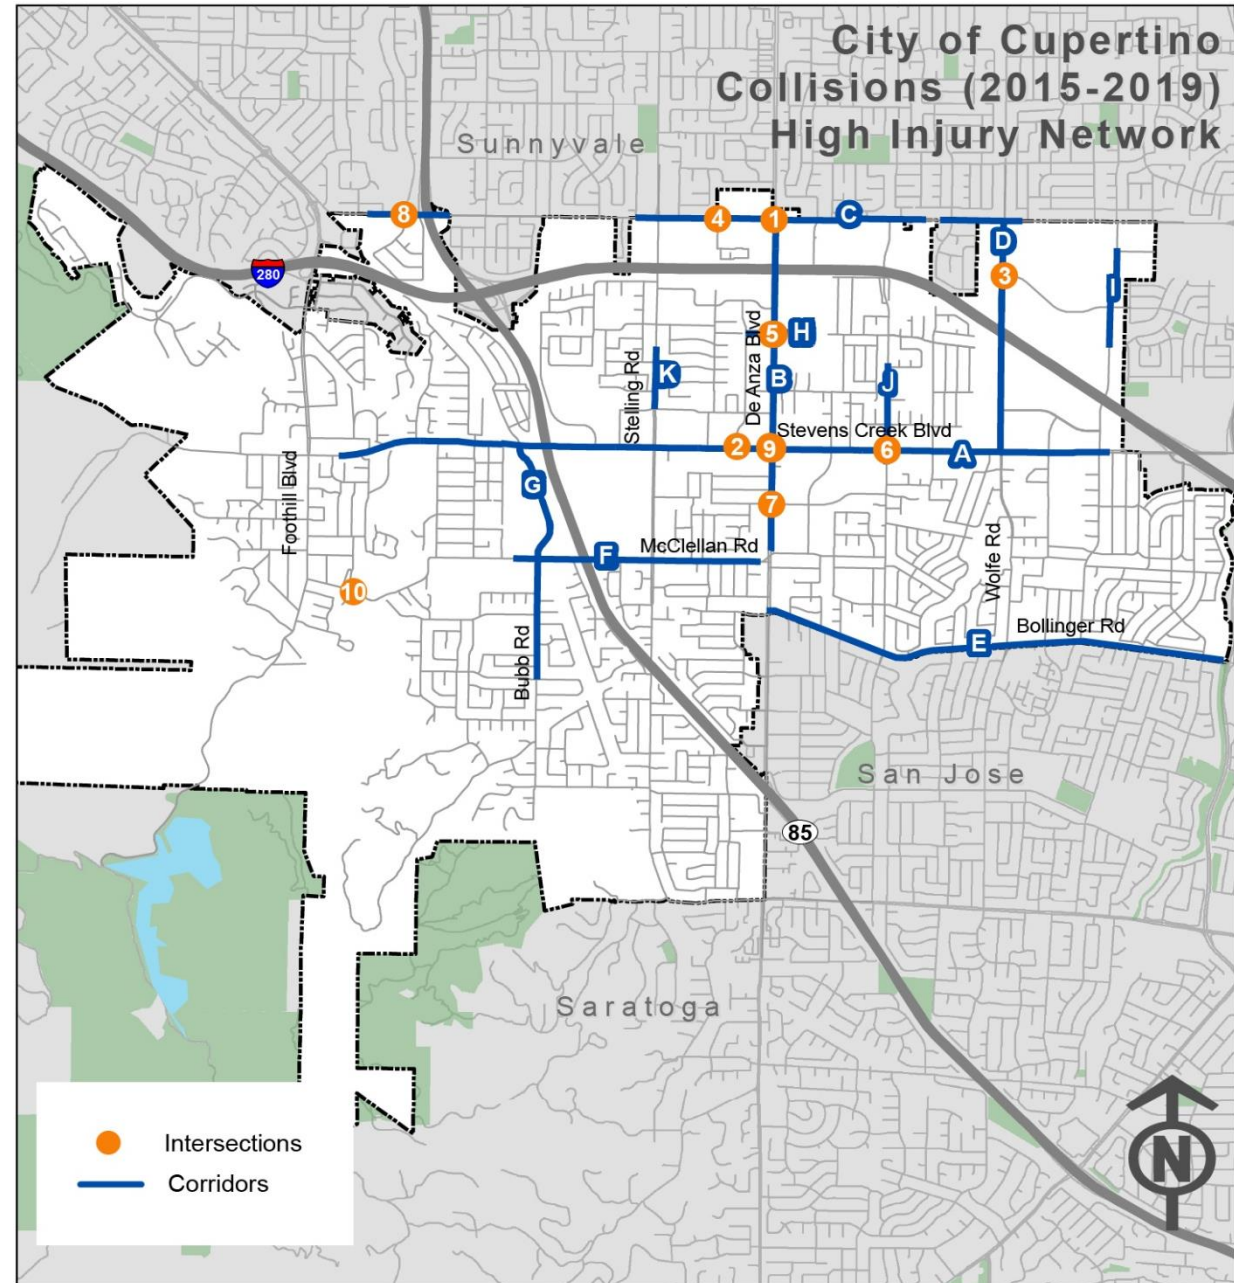 City of Cupertino
Collisions (2015-2019)
High Injury Network
Sunnyvale
8
4
1
C
D
280
3
I
5
H
De Anza Blvd
K
B
J
Stelling Rd
Stevens Creek Blvd
2
9
6
A
G
Foothill Blvd
7
McClellan Rd
F
Wolfe Rd
10
Bollinger Rd
E
Bubb Rd
San Jose
85
Saratoga
Intersections
Corridors
N